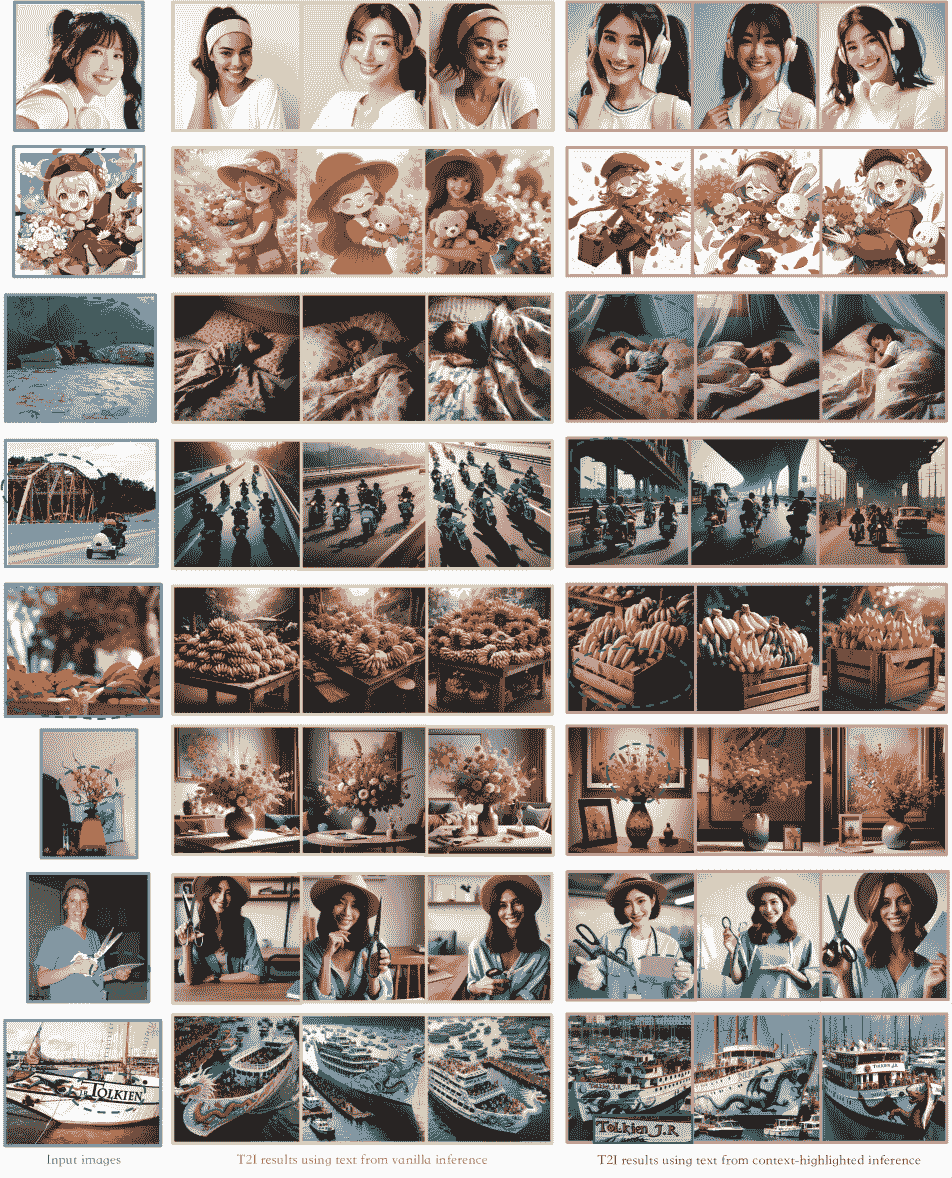 TOLKIEN
Tolkien J.R
Input images
T2I results using text from vanilla inference
T2I results using text from context-highlighted inference